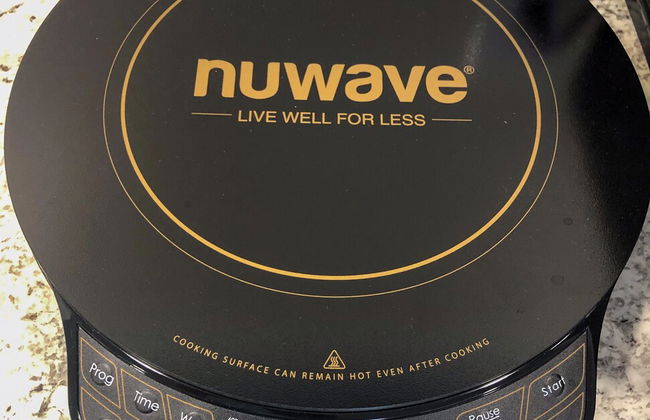 nuwave®
LIVE WELL FOR LESS
COOKING SURFACE CAN REMAIN HOT EVEN AFTER COOKING
Prog
Time
Pause
Start